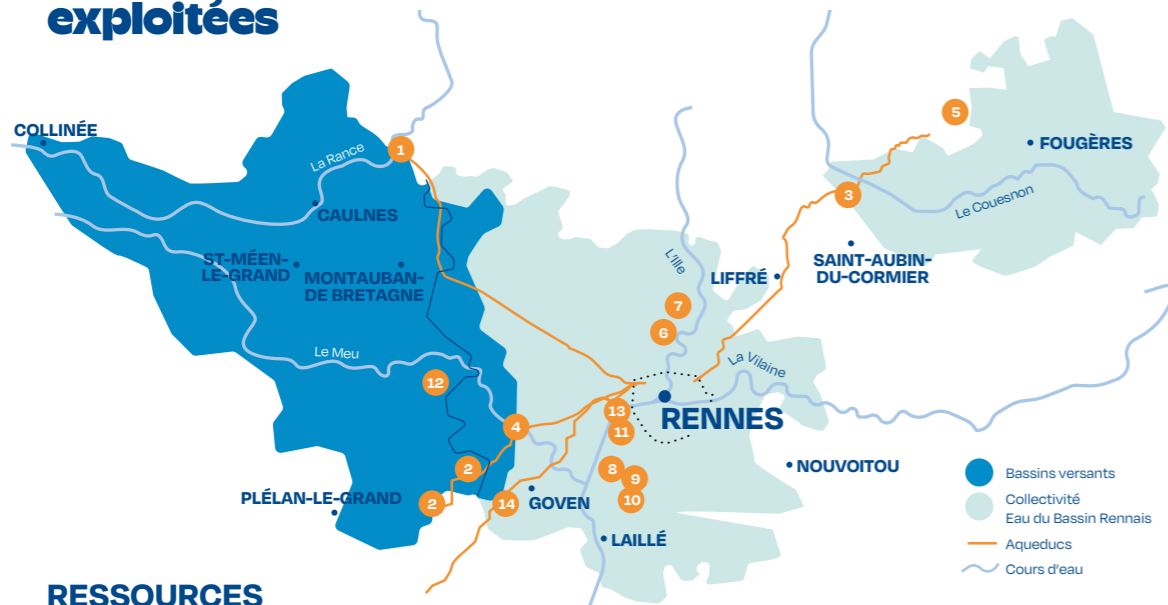 exploitées
COLLINÉE
La Rance
1
5
FOUGÈRES
3
Le Couesnon
CAULNES
ST-MÉEN-
LE-GRAND
MONTAUBAN-
DE BRETAGNE
L'Ille
LIFFRÉ
SAINT-AUBIN-
DU-CORMIER
7
6
Le Meu
La Vilaine
12
RENNES
13
4
11
2
8
9
NOUVOITOU
PLÉLAN-LE-GRAND
2
14
GOVEN
10
LAILLÉ
Bassins versants
Collectivité
Eau du Bassin Rennais
Aqueducs
Cours d'eau
RESSOURCES